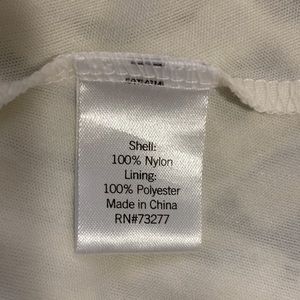 Shell:
100% Nylon
Lining:
100% Polyester
Made in China
RN#73277